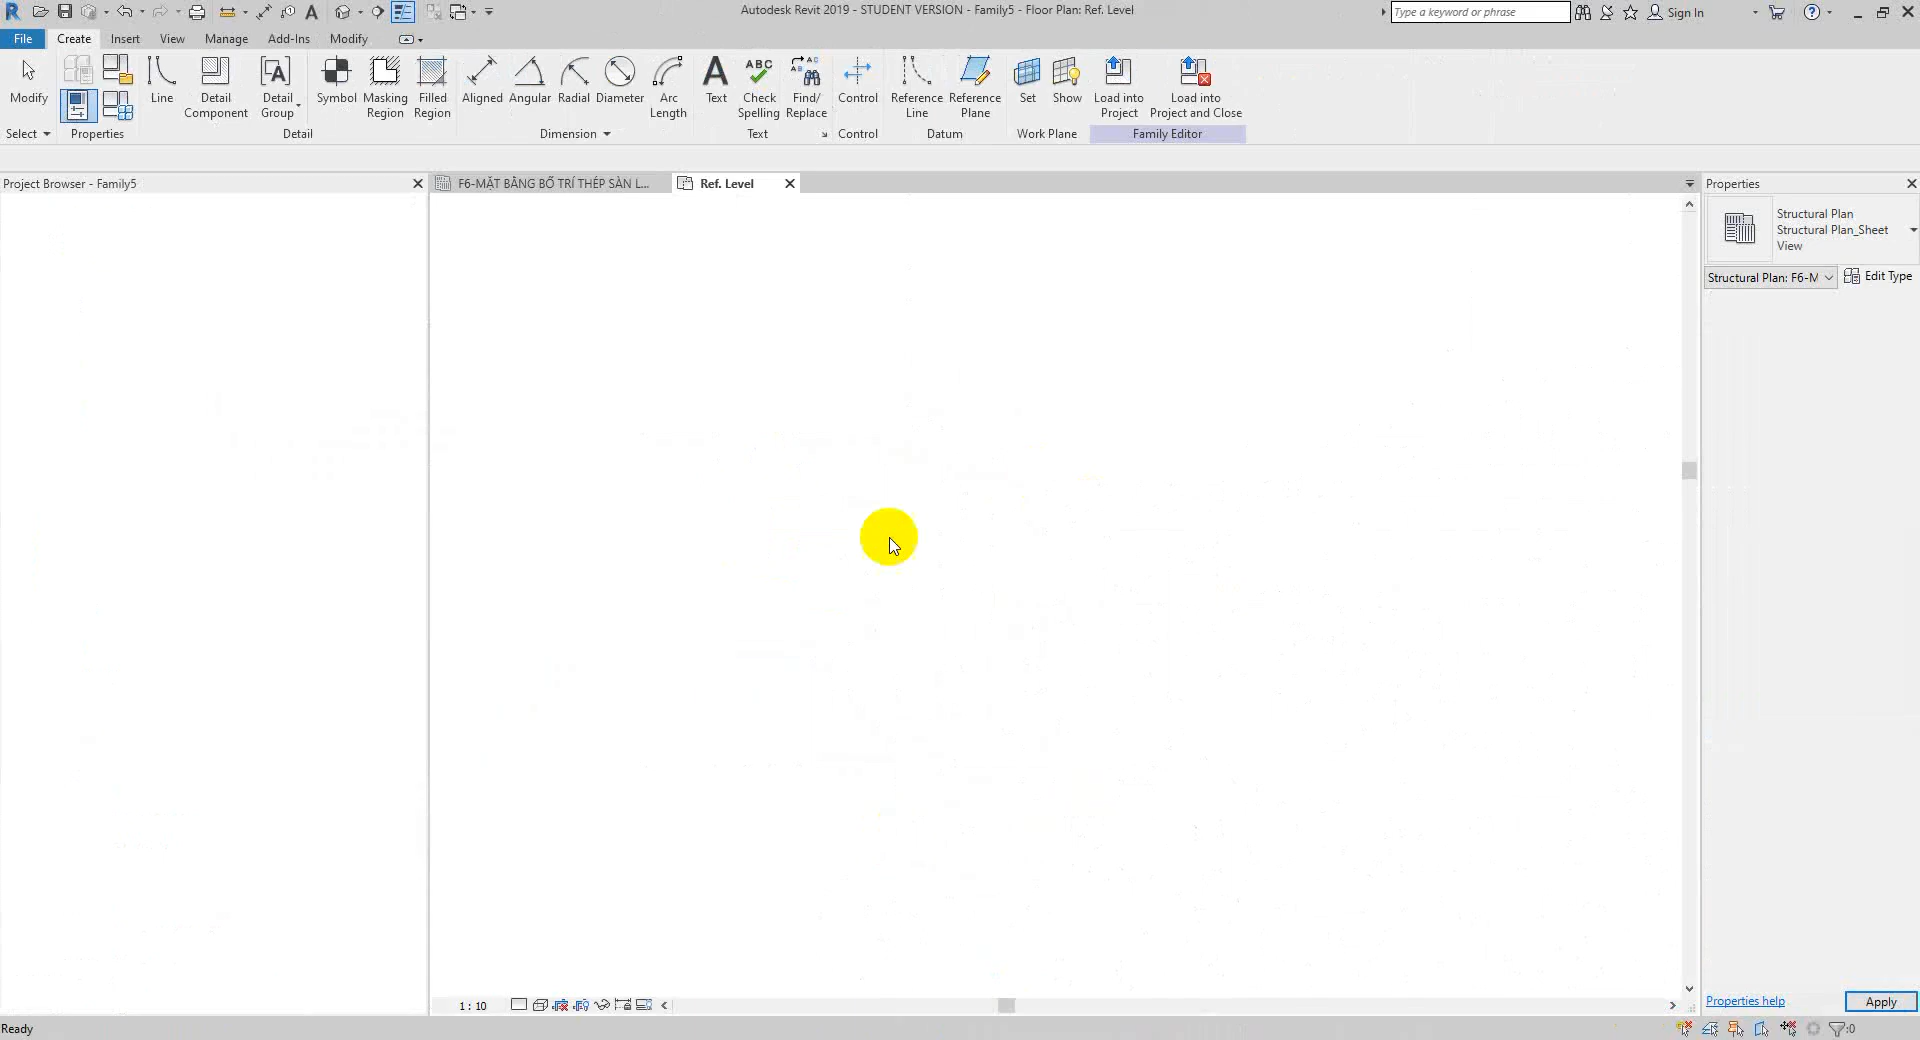 Autodesk Revit 2019 - STUDENT VERSION - Family5 - Floor Plan: Ref. Level
Type a keyword or phrase
Sign In
File
Create
Insert
View
Manage
Add-Ins
Modify
Modify
Line
Detail
Component
Detail
Group
Symbol
Masking
Region
Filled
Region
Aligned
Angular
Radial
Diameter
Arc
Length
Text
Check
Spelling
Find/
Replace
Control
Reference
Line
Reference
Plane
Set
Show
Load into
Project
Load into
Project and Close
Select
Properties
Detail
Dimension
Text
Control
Datum
Work Plane
Family Editor
Project Browser - Family5
F6-MẶT BẰNG BỐ TRÍ THÉP SÀN L...
Ref. Level
Properties
Structural Plan
Structural Plan_Sheet
View
Structural Plan: F6-M
Edit Type
1 : 10
Properties help
Apply
Ready
:0